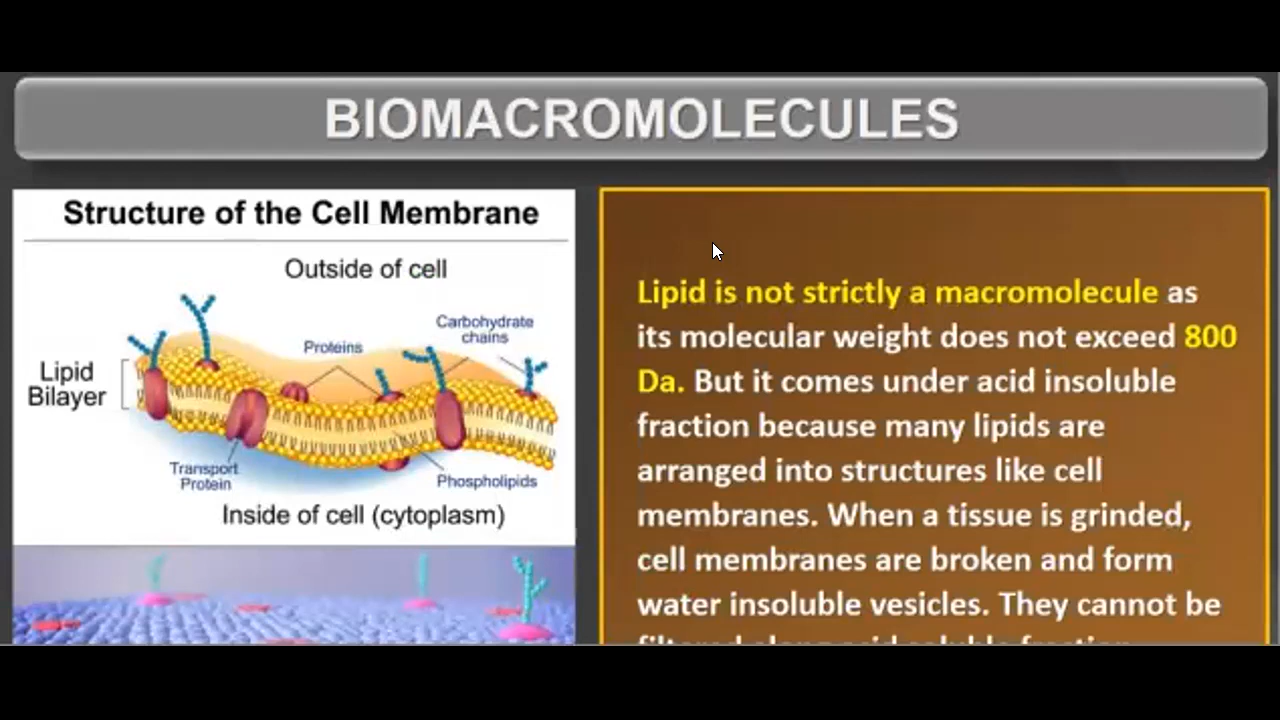 BIOMACROMOLECULES
Structure of the Cell Membrane
Outside of cell
Carbohydrate
chains
Proteins
Lipid
Bilayer
Transport
Protein
Phospholipids
Inside of cell (cytoplasm)
Lipid is not strictly a macromolecule as
its molecular weight does not exceed 800
Da. But it comes under acid insoluble
fraction because many lipids are
arranged into structures like cell
membranes. When a tissue is grinded,
cell membranes are broken and form
water insoluble vesicles. They cannot be